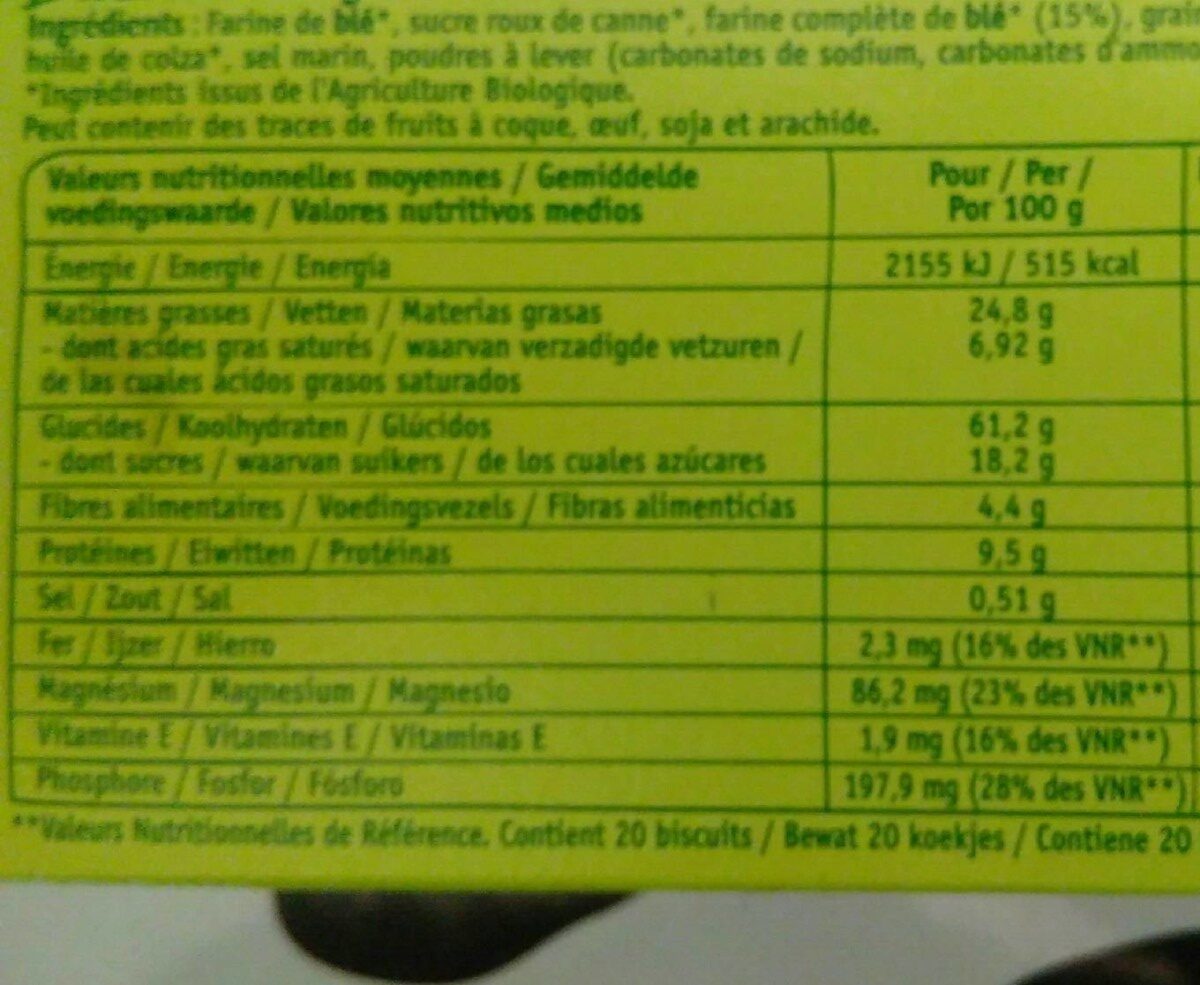 Ingrédients : Farine de blé*, sucre roux de canne*, farine complète de blé* (15%), grai
huile de colza*, sel marin, poudres à lever (carbonates de sodium, carbonates d'ammo
*Ingrédients issus de l'Agriculture Biologique.
Peut contenir des traces de fruits à coque, œuf, soja et arachide.
Valeurs nutritionnelles moyennes / Gemiddelde voedingswaarde / Valores nutritivos medios
Pour / Per / Por 100 g
Énergie / Energie / Energía 2155 kJ / 515 kcal
Matières grasses / Vetten / Materias grasas 24,8 g
- dont acides gras saturés / waarvan verzadigde vetzuren / 6,92 g
de las cuales ácidos grasos saturados
Glucides / Koolhydraten / Glúcidos 61,2 g
- dont sucres / waarvan suikers / de los cuales azúcares 18,2 g
Fibres alimentaires / Voedingsvezels / Fibras alimenticias 4,4 g
Protéines / Eiwitten / Protéinas 9,5 g
Sel / Zout / Sal 0,51 g
Fer / Ijzer / Hierro 2,3 mg (16% des VNR**)
Magnésium / Magnesium / Magnesio 86,2 mg (23% des VNR**)
Vitamine E / Vitamines E / Vitaminas E 1,9 mg (16% des VNR**)
Phosphore / Fosfor / Fósforo 197,9 mg (28% des VNR**)
**Valeurs Nutritionnelles de Référence. Contient 20 biscuits / Bewat 20 koekjes / Contiene 20